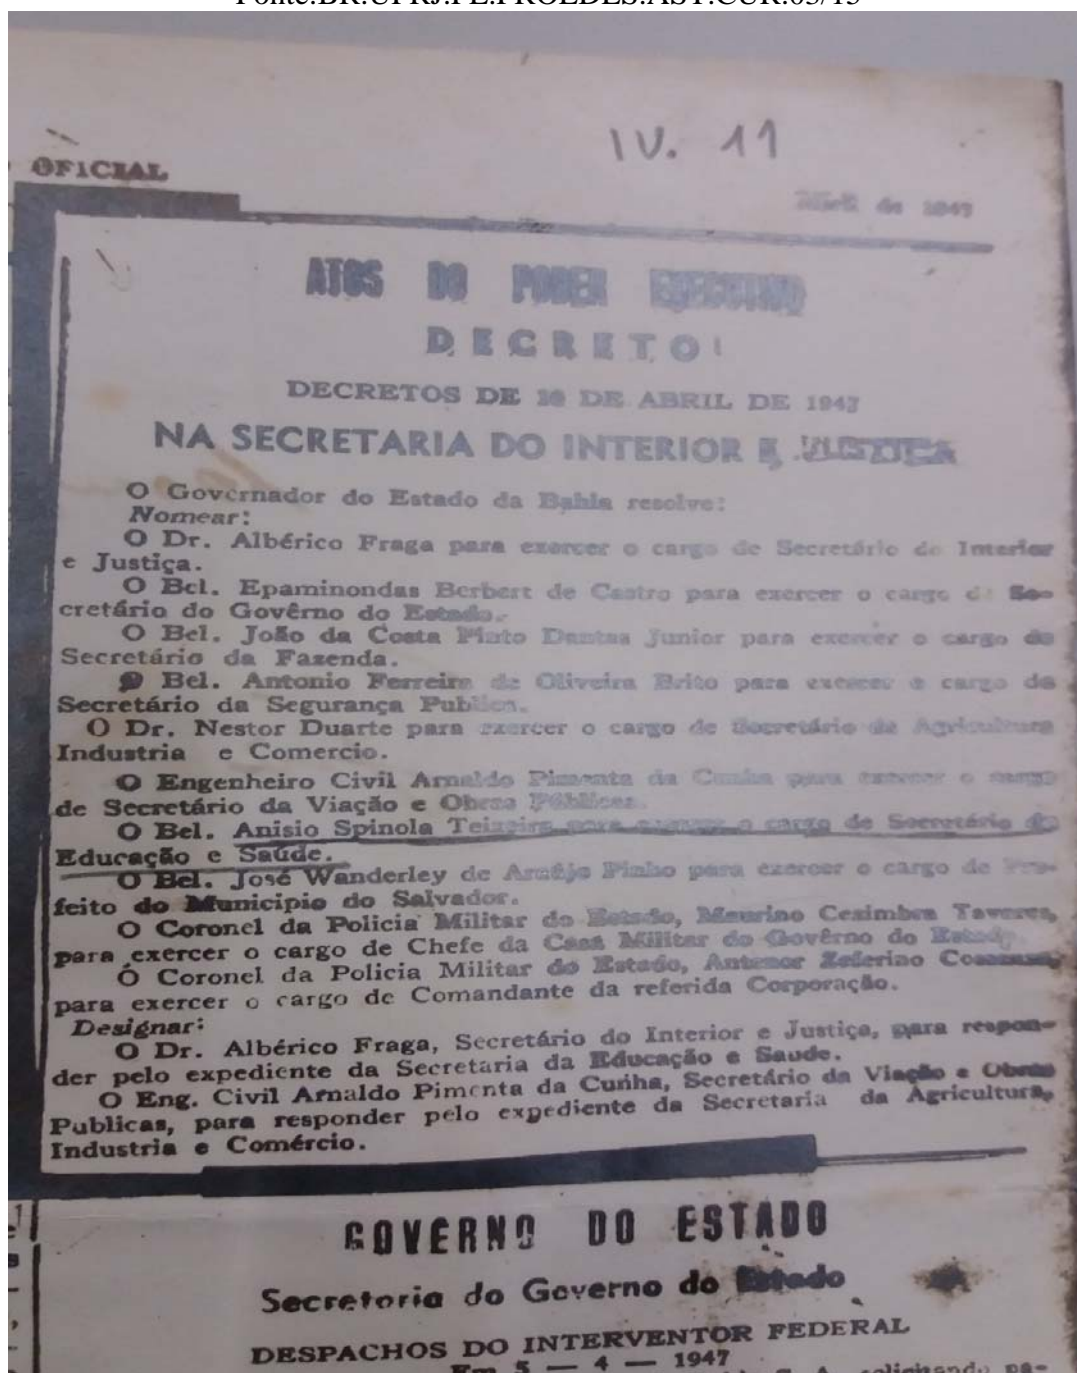 Fonte:BR.UFRJ.FE.PROEDES.AST.CUR.03/15
IV. 11
OFICIAL
Abril de 1947
ATOS DO PODER EXECUTIVO
DECRETO
DECRETOS DE 10 DE ABRIL DE 1947
NA SECRETARIA DO INTERIOR E JUSTIÇA
O Governador do Estado da Bahia resolve:
Nomear:
O Dr. Albérico Fraga para exercer o cargo de Secretário do Interior
e Justiça.
O Bel. Epaminondas Berbert de Castro para exercer o cargo de Se-
cretário do Govêrno do Estado.
O Bel. João da Costa Pinto Dantas Junior para exercer o cargo de
Secretário da Fazenda.
O Bel. Antonio Ferreira de Oliveira Brito para exercer o cargo de
Secretário da Segurança Publica.
O Dr. Nestor Duarte para exercer o cargo de Secretário da Agricultura
Industria e Comercio.
O Engenheiro Civil Arnaldo Pimenta da Cunha para exercer o cargo
de Secretário da Viação e Obras Públicas.
O Bel. Anisio Spinola Teixeira para exercer o cargo de Secretário da
Educação e Saúde.
O Bel. José Wanderley de Araújo Pinho para exercer o cargo de Pre-
feito do Municipio do Salvador.
O Coronel da Policia Militar do Estado, Maurino Cezimbra Tavares,
para exercer o cargo de Chefe da Casa Militar do Govêrno do Estado.
O Coronel da Policia Militar do Estado, Antenor Zeferino
para exercer o cargo de Comandante da referida Corporação.
Designar:
O Dr. Albérico Fraga, Secretário do Interior e Justiça, para respon-
der pelo expediente da Secretaria da Educação e Saude.
O Eng. Civil Arnaldo Pimenta da Cunha, Secretário da Viação e Obras
Publicas, para responder pelo expediente da Secretaria da Agricultura,
Industria e Comércio.
GOVERNO DO ESTADO
Secretaria do Governo do Estado
DESPACHOS DO INTERVENTOR FEDERAL
Em 5 — 4 — 1947
solicitando pa-